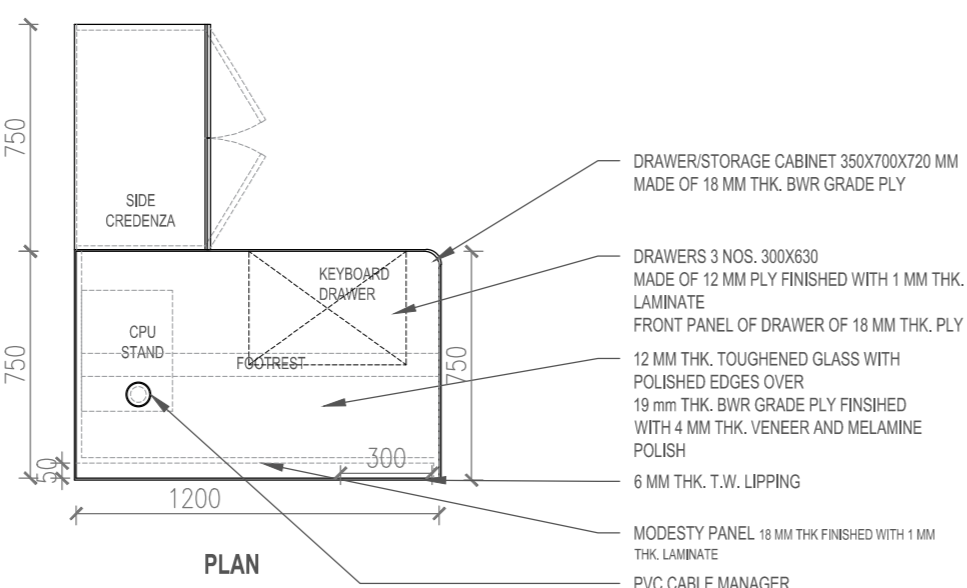 750
SIDE
CREDENZA
DRAWER/STORAGE CABINET 350X700X720 MM
MADE OF 18 MM THK. BWR GRADE PLY
KEYBOARD
DRAWER
DRAWERS 3 NOS. 300X630
MADE OF 12 MM PLY FINISHED WITH 1 MM THK.
LAMINATE
FRONT PANEL OF DRAWER OF 18 MM THK. PLY
CPU
STAND
FOOTREST
750
750
12 MM THK. TOUGHENED GLASS WITH
POLISHED EDGES OVER
19 mm THK. BWR GRADE PLY FINSIHED
WITH 4 MM THK. VENEER AND MELAMINE
POLISH
50
300
6 MM THK. T.W. LIPPING
1200
MODESTY PANEL 18 MM THK FINISHED WITH 1 MM
THK. LAMINATE
PLAN
PVC CABLE MANAGER